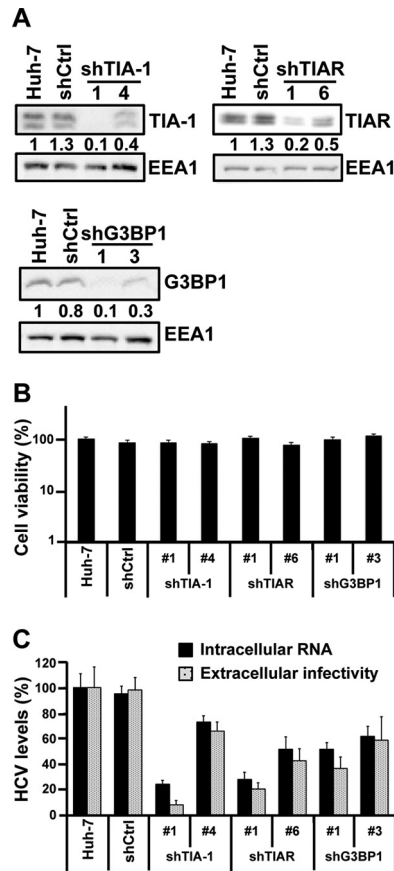 A
Huh-7 shCtrl shTIA-1
1 4
TIA-1
1 1.3 0.1 0.4
EEA1
Huh-7 shCtrl shTIAR
1 6
TIAR
1 1.3 0.2 0.5
EEA1
Huh-7 shCtrl shG3BP1
1 3
G3BP1
1 0.8 0.1 0.3
EEA1
B
Cell viability (%)
100
10
1
Huh-7 shCtrl #1 #4 #1 #6 #1 #3
shTIA-1 shTIAR shG3BP1
C
Intracellular RNA
Extracellular infectivity
HCV levels (%)
120
100
80
60
40
20
0
Huh-7 shCtrl #1 #4 #1 #6 #1 #3
shTIA-1 shTIAR shG3BP1